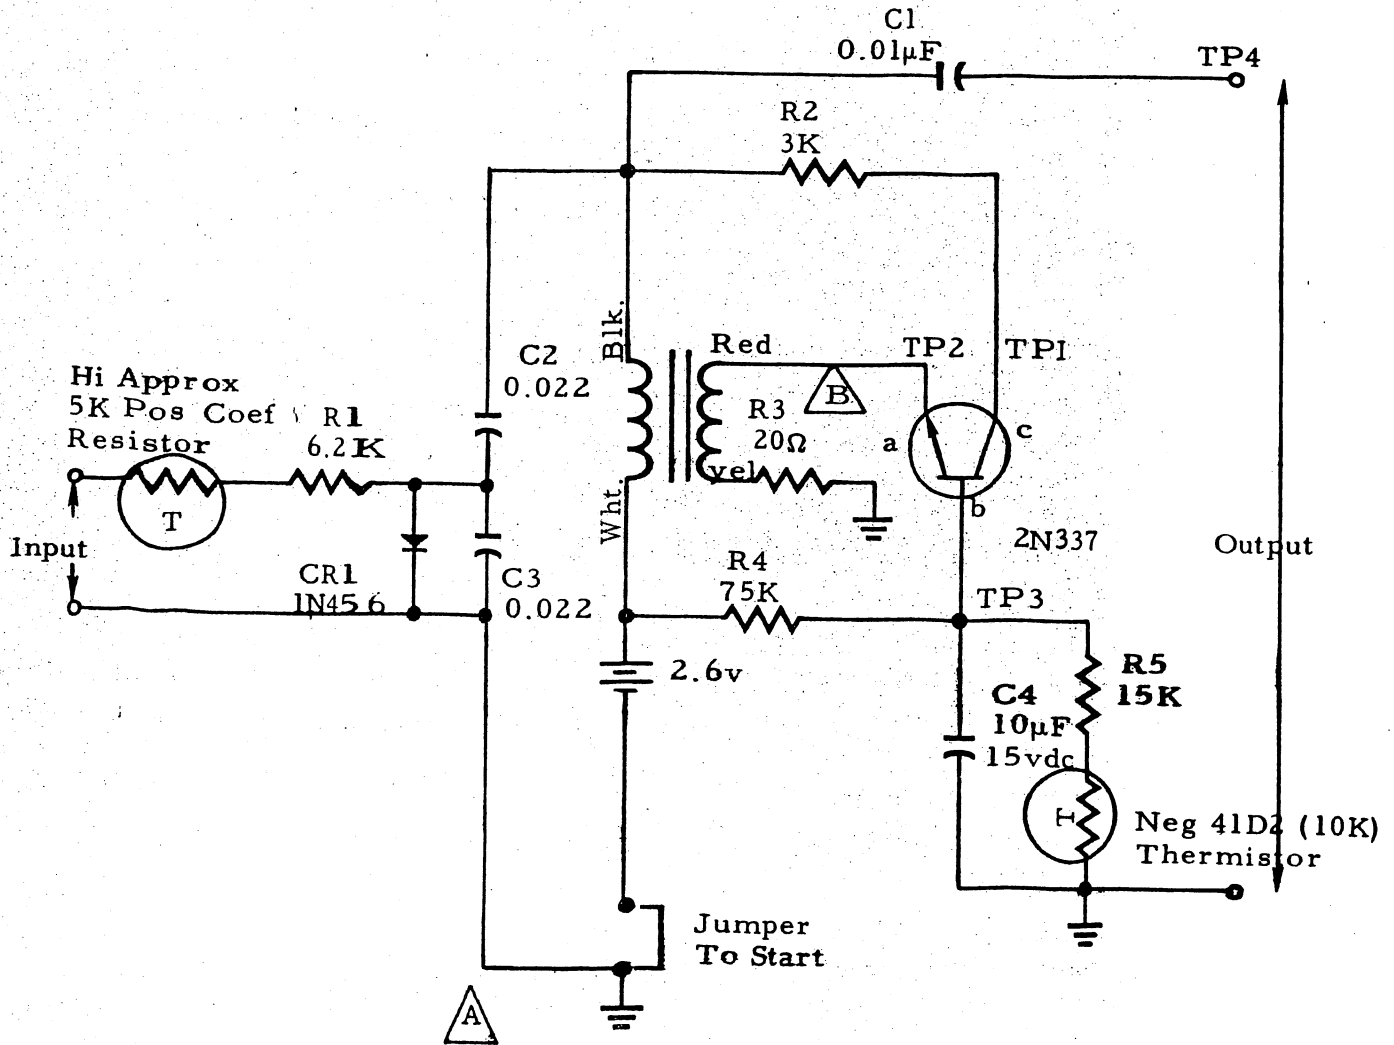 C1
0.01µF
TP4
R2
3K
Blk.
C2
0.022
Red
TP2
TP1
Hi Approx
5K Pos Coef
Resistor
R1
6.2K
B
R3
20Ω
a
c
yel
T
b
Wht.
Input
2N337
Output
CR1
1N456
C3
0.022
R4
75K
TP3
2.6v
R5
15K
C4
10µF
15vdc
T
Neg 41D2 (10K)
Thermistor
Jumper
To Start
A